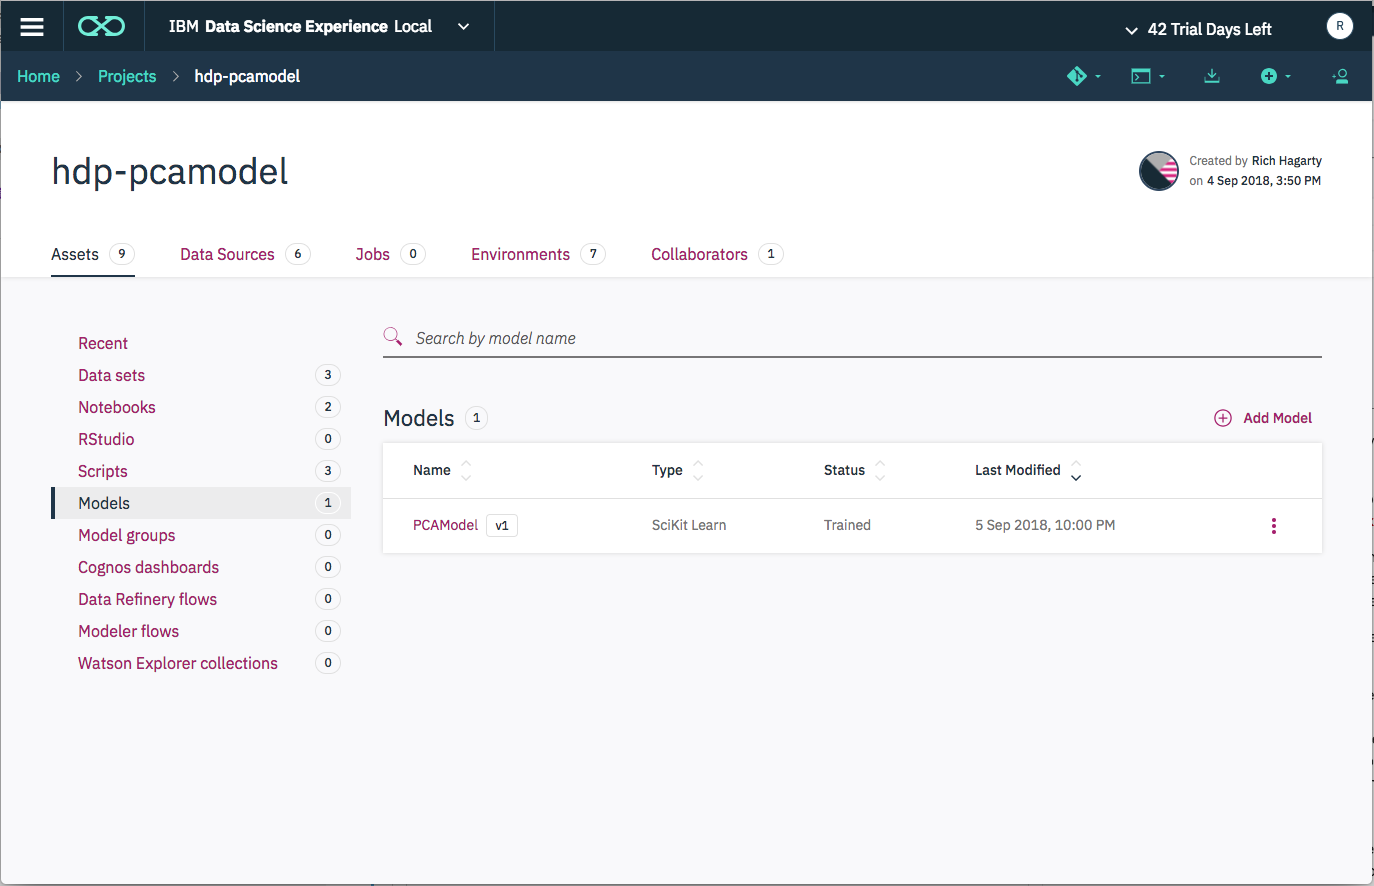 IBM Data Science Experience Local
42 Trial Days Left
R
Home > Projects > hdp-pcamodel
hdp-pcamodel
Created by Rich Hagarty
on 4 Sep 2018, 3:50 PM
Assets 9 Data Sources 6 Jobs 0 Environments 7 Collaborators 1
Recent
Data sets 3
Notebooks 2
RStudio 0
Scripts 3
Models 1
Model groups 0
Cognos dashboards 0
Data Refinery flows 0
Modeler flows 0
Watson Explorer collections 0
Search by model name
Models 1
Add Model
Name Type Status Last Modified
PCAModel v1 SciKit Learn Trained 5 Sep 2018, 10:00 PM